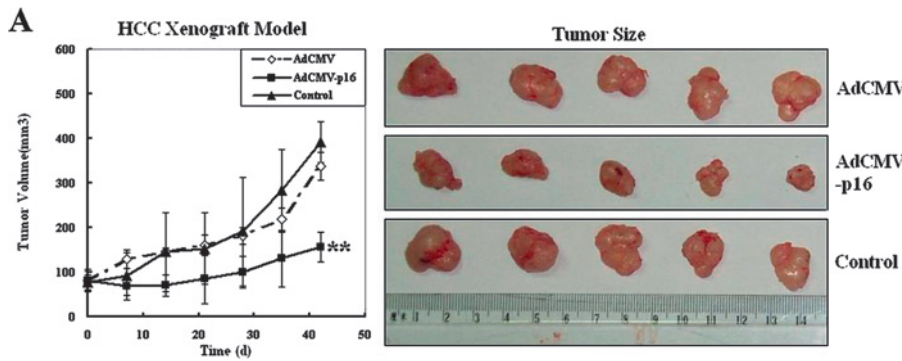 A
HCC Xenograft Model
Tumor Volume(mm3)
600
500
400
300
200
100
0
AdCMV
AdCMV-p16
Control
**
0
10
20
30
40
50
Time (d)
Tumor Size
AdCMV
AdCMV
-p16
Control
1 2 3 4 5 6 7 8 9 10 11 12 13 14